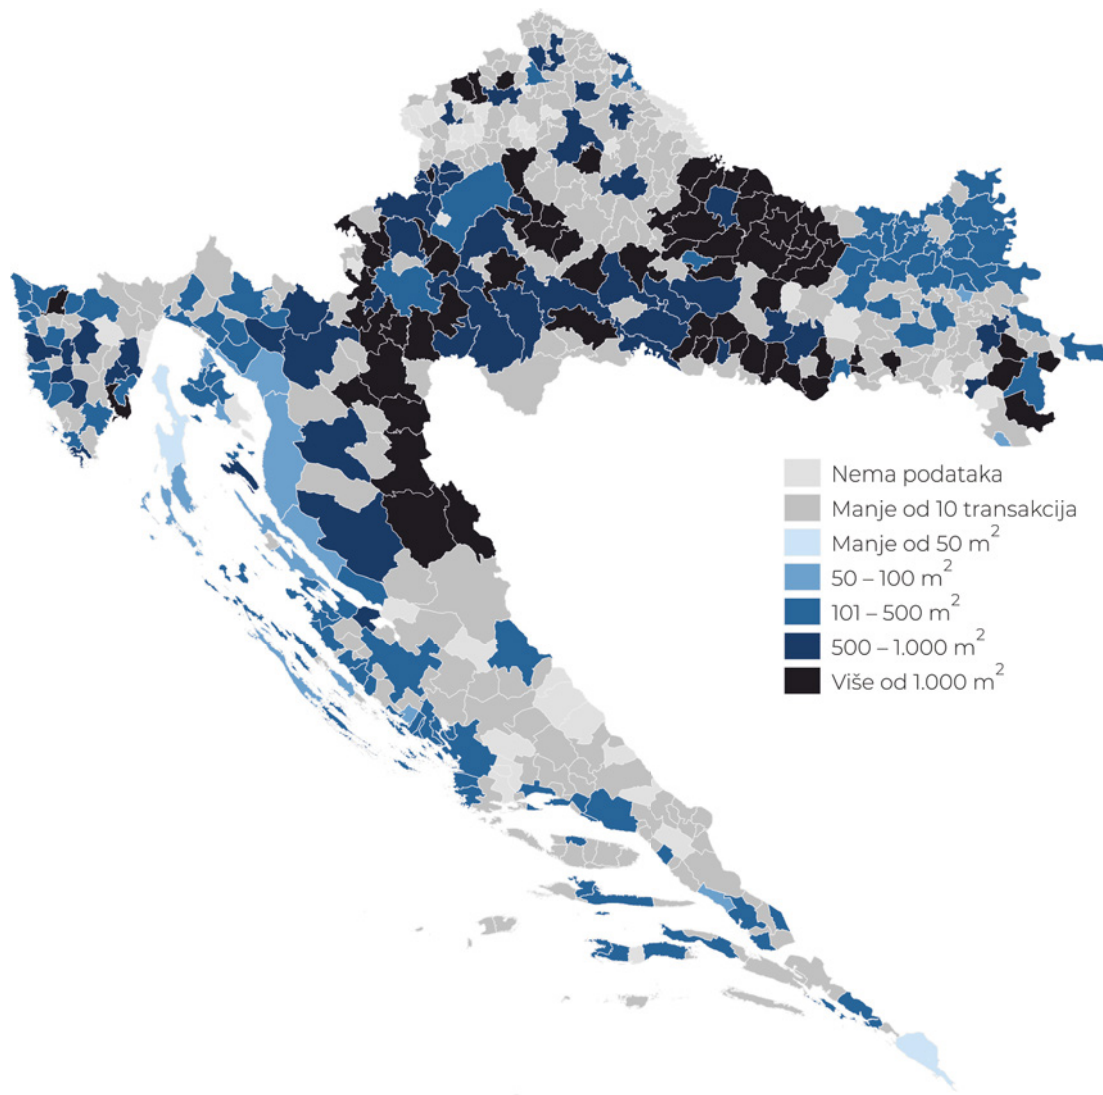 Nema podataka
Manje od 10 transakcija
Manje od 50 m²
50 – 100 m²
101 – 500 m²
500 – 1.000 m²
Više od 1.000 m²